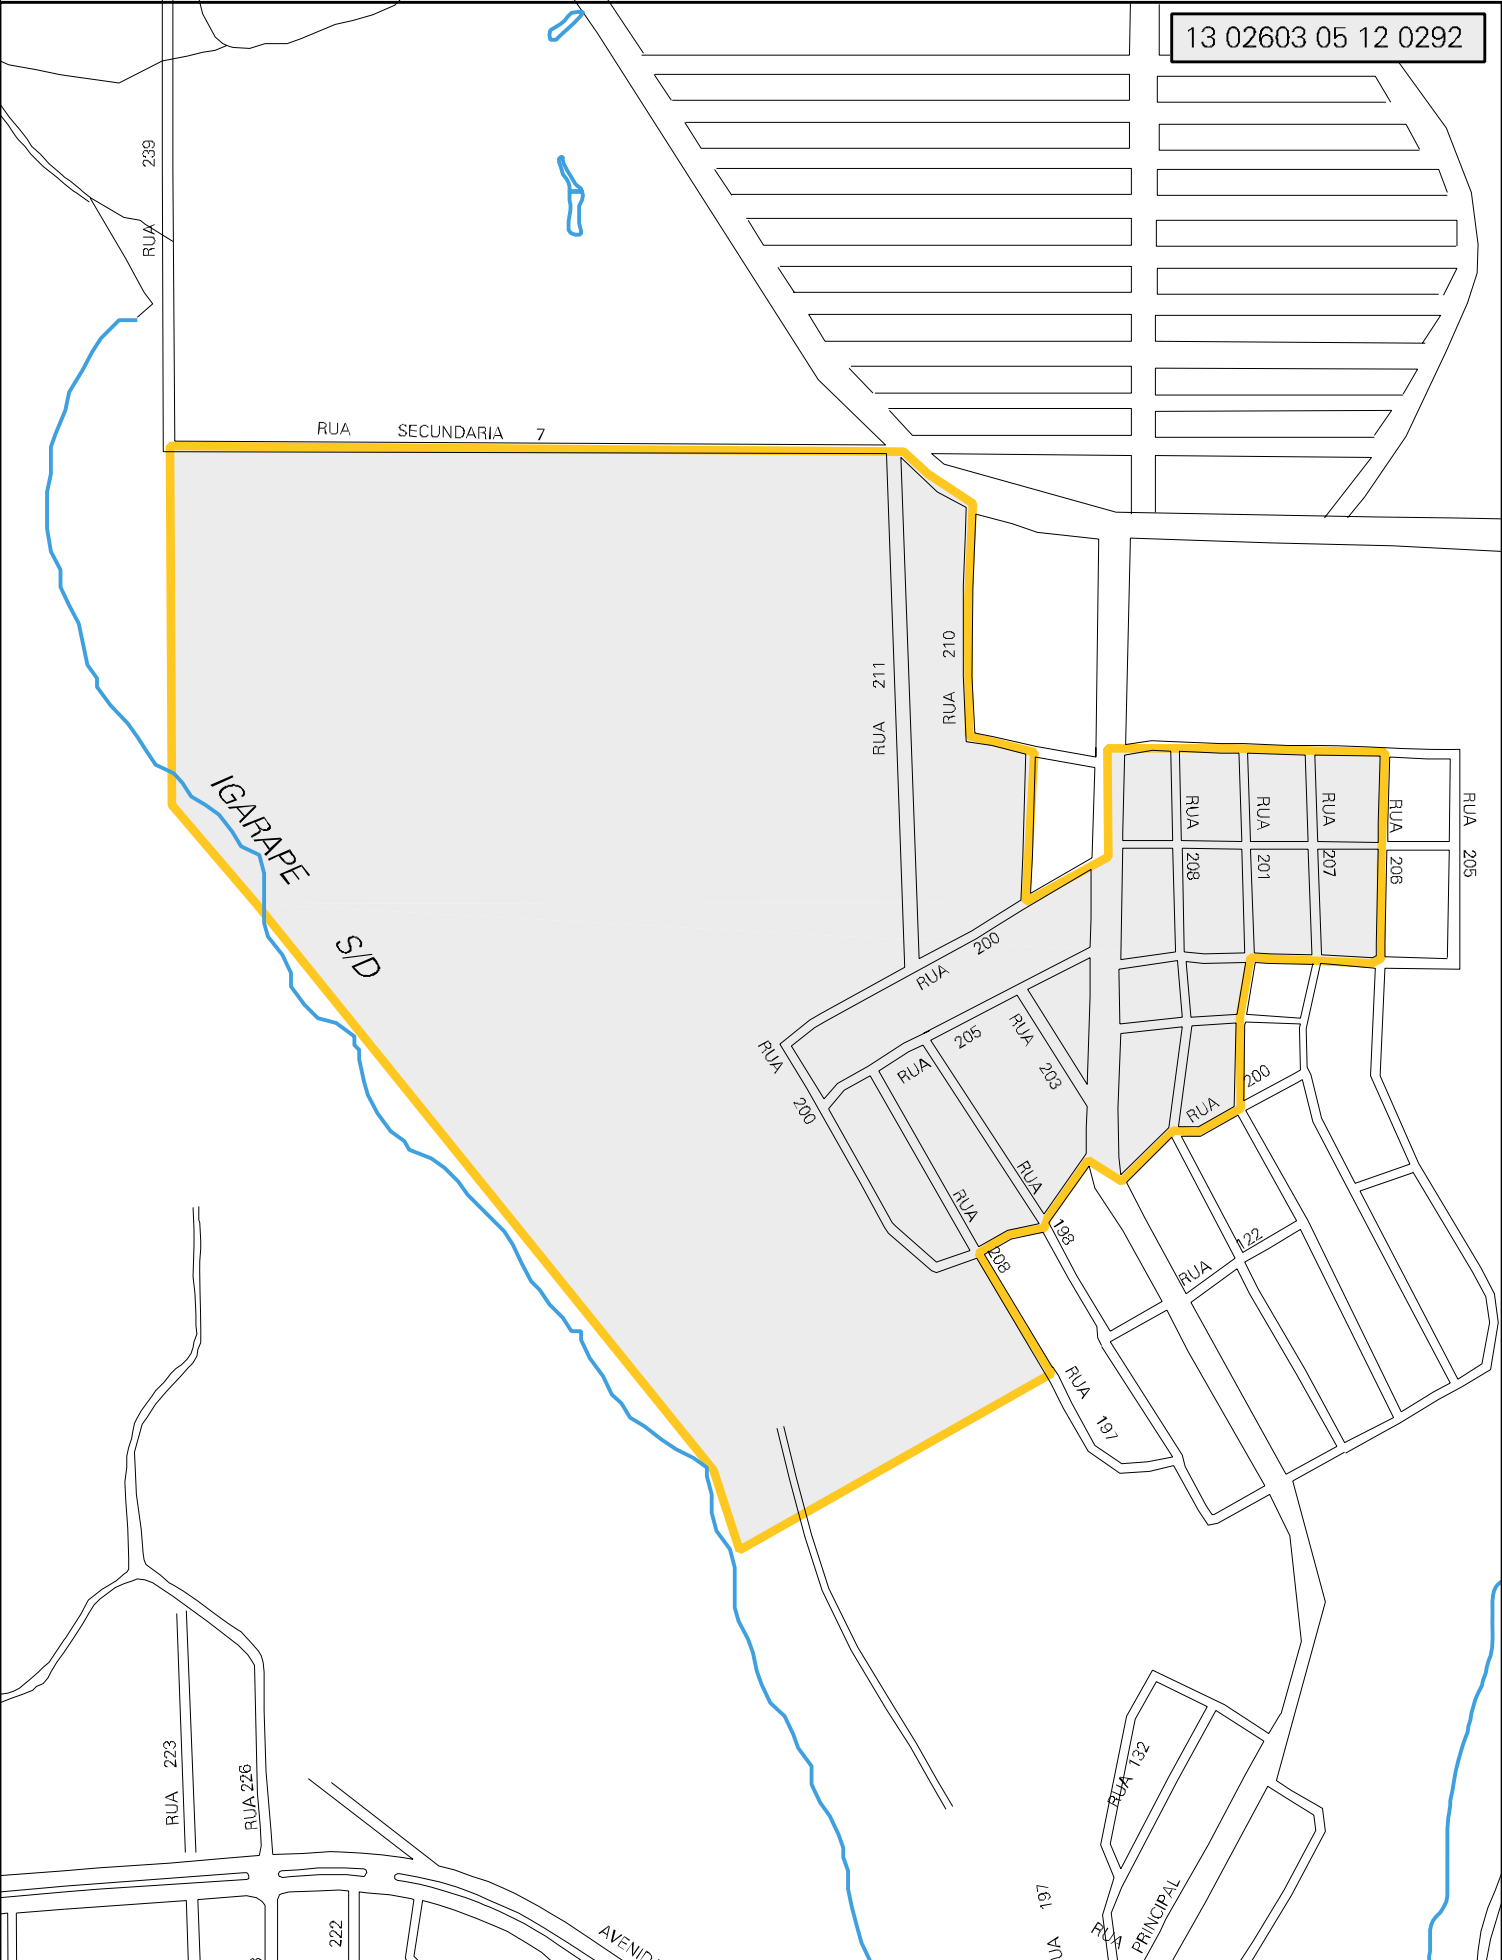 13 02603 05 12 0292
RUA 239
RUA SECUNDARIA 7
RUA 211
RUA 210
IGARAPE S/D
RUA 208
RUA 201
RUA 207
RUA 206
RUA 205
RUA 200
RUA 200
RUA 205
RUA 203
RUA 200
RUA 198
RUA 208
RUA 122
RUA 197
RUA 223
RUA 226
RUA 132
RUA PRINCIPAL
UA 197
222
AVENID